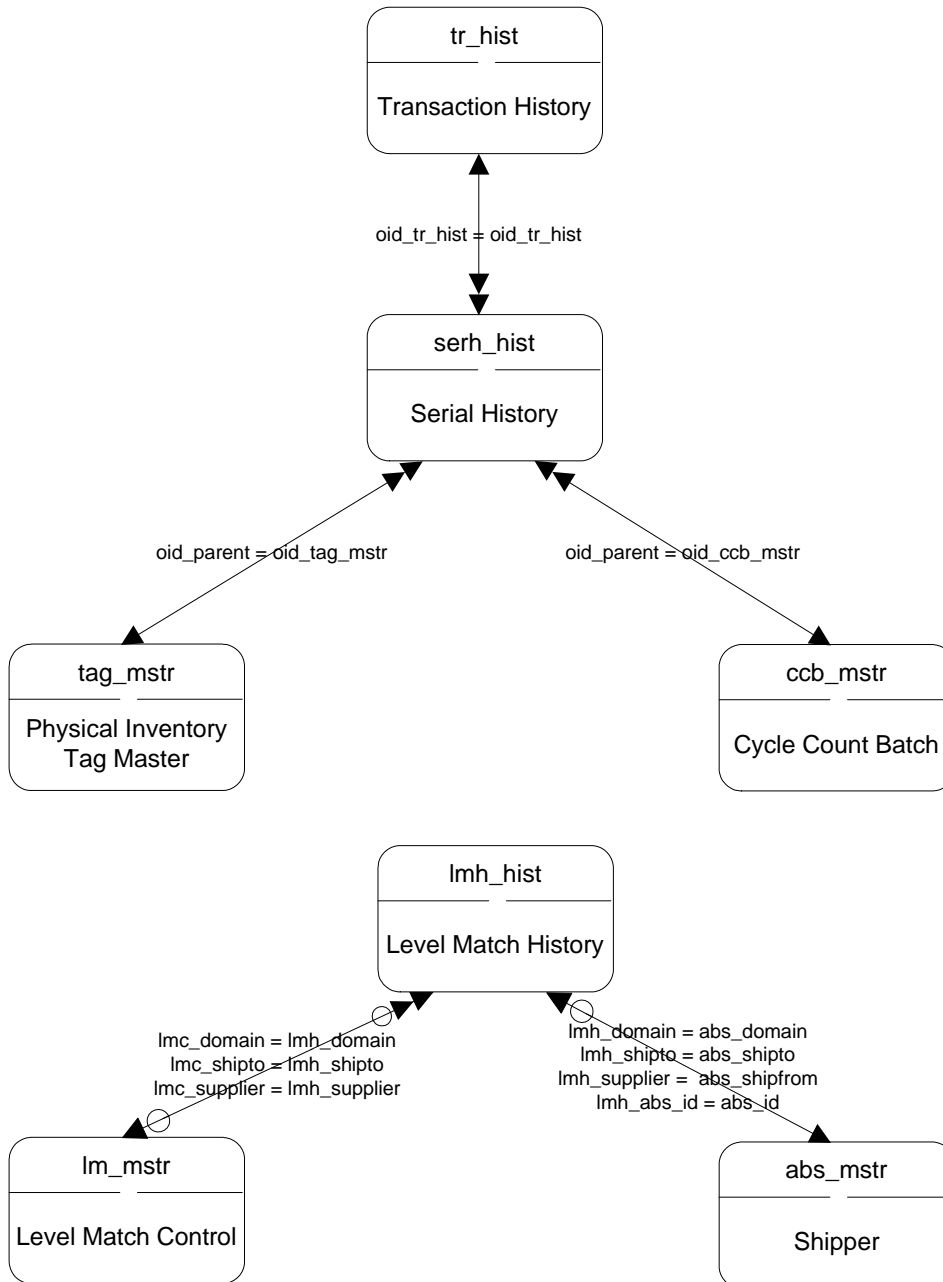 tr_hist
Transaction History
oid_tr_hist = oid_tr_hist
serh_hist
Serial History
oid_parent = oid_tag_mstr
oid_parent = oid_ccb_mstr
tag_mstr
Physical Inventory
Tag Master
ccb_mstr
Cycle Count Batch
lmh_hist
Level Match History
lmc_domain = lmh_domain
lmc_shipto = lmh_shipto
lmc_supplier = lmh_supplier
lmh_domain = abs_domain
lmh_shipto = abs_shipto
lmh_supplier =  abs_shipfrom
lmh_abs_id = abs_id
lm_mstr
Level Match Control
abs_mstr
Shipper